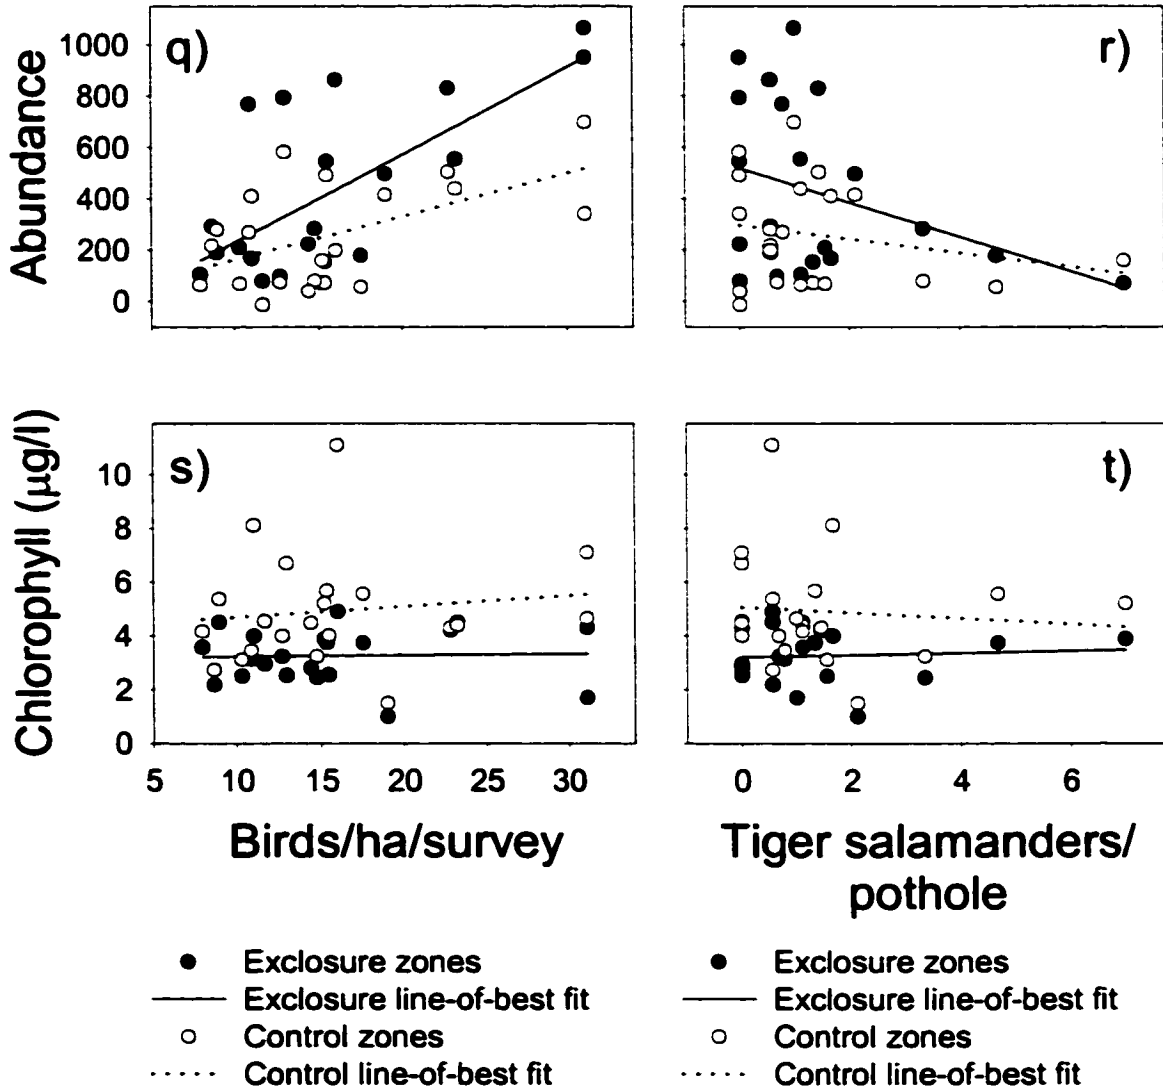 Abundance
1000
800
600
400
200
0
q)
r)
Chlorophyll (µg/l)
10
8
6
4
2
0
s)
t)
5 10 15 20 25 30
0 2 4 6
Birds/ha/survey
Tiger salamanders/
pothole
Exclosure zones
Exclosure line-of-best fit
Control zones
Control line-of-best fit
Exclosure zones
Exclosure line-of-best fit
Control zones
Control line-of-best fit